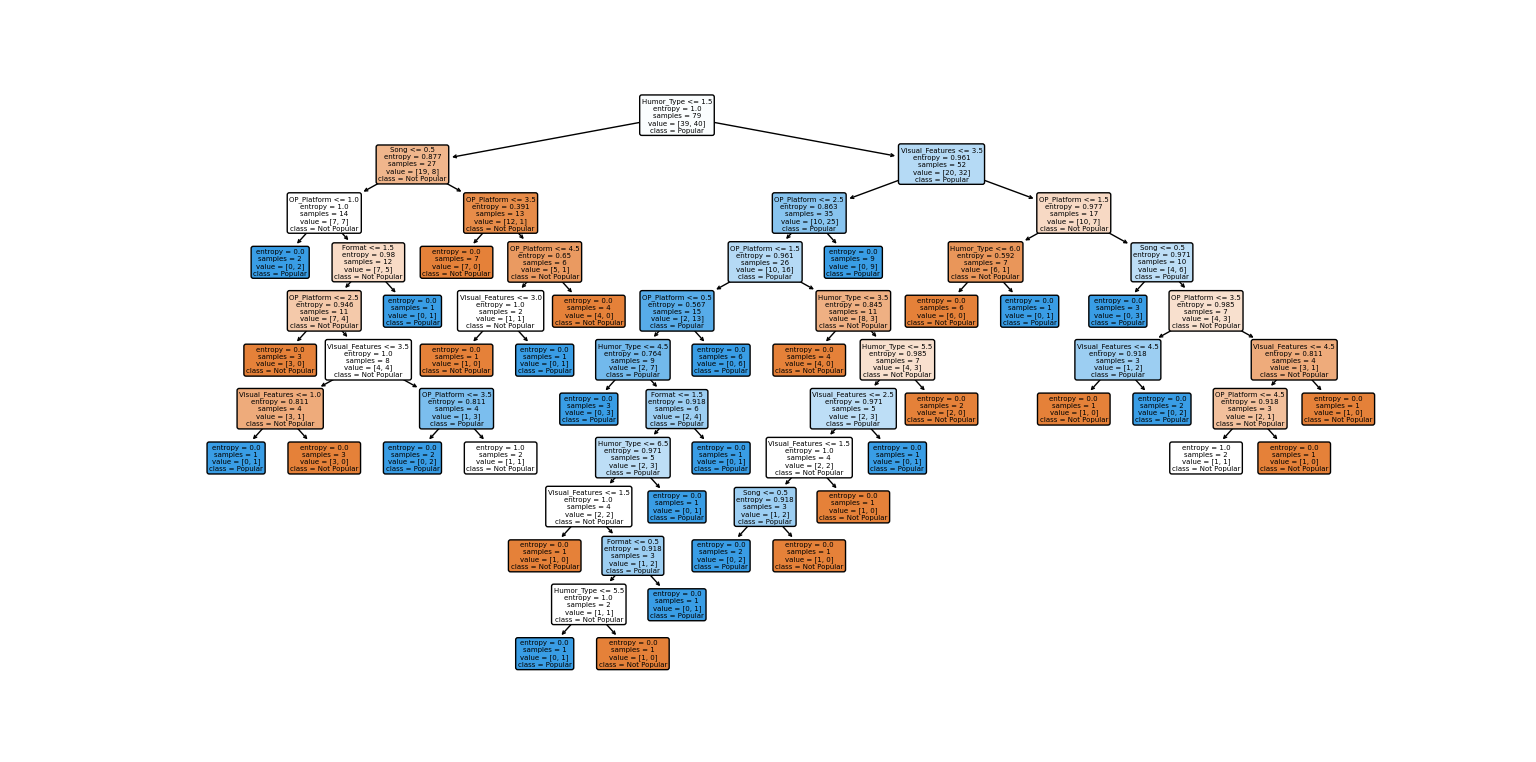 Humor_Type <= 1.5
entropy = 1.0
samples = 79
value = [39, 40]
class = Popular
Song <= 0.5
entropy = 0.877
samples = 27
value = [19, 8]
class = Not Popular
Visual_Features <= 3.5
entropy = 0.961
samples = 52
value = [20, 32]
class = Popular
OP_Platform <= 1.0
entropy = 1.0
samples = 14
value = [7, 7]
class = Not Popular
OP_Platform <= 3.5
entropy = 0.391
samples = 13
value = [12, 1]
class = Not Popular
OP_Platform <= 2.5
entropy = 0.863
samples = 35
value = [10, 25]
class = Popular
OP_Platform <= 1.5
entropy = 0.977
samples = 17
value = [10, 7]
class = Not Popular
entropy = 0.0
samples = 2
value = [0, 2]
class = Popular
Format <= 1.5
entropy = 0.98
samples = 12
value = [7, 5]
class = Not Popular
entropy = 0.0
samples = 7
value = [7, 0]
class = Not Popular
OP_Platform <= 4.5
entropy = 0.65
samples = 6
value = [5, 1]
class = Not Popular
OP_Platform <= 1.5
entropy = 0.961
samples = 26
value = [10, 16]
class = Popular
entropy = 0.0
samples = 9
value = [0, 9]
class = Popular
Humor_Type <= 6.0
entropy = 0.592
samples = 7
value = [6, 1]
class = Not Popular
Song <= 0.5
entropy = 0.971
samples = 10
value = [4, 6]
class = Popular
OP_Platform <= 2.5
entropy = 0.946
samples = 11
value = [7, 4]
class = Not Popular
entropy = 0.0
samples = 1
value = [0, 1]
class = Popular
Visual_Features <= 3.0
entropy = 1.0
samples = 2
value = [1, 1]
class = Not Popular
entropy = 0.0
samples = 4
value = [4, 0]
class = Not Popular
OP_Platform <= 0.5
entropy = 0.567
samples = 15
value = [2, 13]
class = Popular
Humor_Type <= 3.5
entropy = 0.845
samples = 11
value = [8, 3]
class = Not Popular
entropy = 0.0
samples = 6
value = [6, 0]
class = Not Popular
entropy = 0.0
samples = 1
value = [0, 1]
class = Popular
entropy = 0.0
samples = 3
value = [0, 3]
class = Popular
OP_Platform <= 3.5
entropy = 0.985
samples = 7
value = [4, 3]
class = Not Popular
entropy = 0.0
samples = 3
value = [3, 0]
class = Not Popular
Visual_Features <= 3.5
entropy = 1.0
samples = 8
value = [4, 4]
class = Not Popular
entropy = 0.0
samples = 1
value = [1, 0]
class = Not Popular
entropy = 0.0
samples = 1
value = [0, 1]
class = Popular
Humor_Type <= 4.5
entropy = 0.764
samples = 9
value = [2, 7]
class = Popular
entropy = 0.0
samples = 6
value = [0, 6]
class = Popular
entropy = 0.0
samples = 4
value = [4, 0]
class = Not Popular
Humor_Type <= 5.5
entropy = 0.985
samples = 7
value = [4, 3]
class = Not Popular
Visual_Features <= 4.5
entropy = 0.918
samples = 3
value = [1, 2]
class = Popular
Visual_Features <= 4.5
entropy = 0.811
samples = 4
value = [3, 1]
class = Not Popular
Visual_Features <= 1.0
entropy = 0.811
samples = 4
value = [3, 1]
class = Not Popular
OP_Platform <= 3.5
entropy = 0.811
samples = 4
value = [1, 3]
class = Popular
entropy = 0.0
samples = 3
value = [0, 3]
class = Popular
Format <= 1.5
entropy = 0.918
samples = 6
value = [2, 4]
class = Popular
Visual_Features <= 2.5
entropy = 0.971
samples = 5
value = [2, 3]
class = Popular
entropy = 0.0
samples = 2
value = [2, 0]
class = Not Popular
entropy = 0.0
samples = 1
value = [1, 0]
class = Not Popular
entropy = 0.0
samples = 2
value = [0, 2]
class = Popular
OP_Platform <= 4.5
entropy = 0.918
samples = 3
value = [2, 1]
class = Not Popular
entropy = 0.0
samples = 1
value = [1, 0]
class = Not Popular
entropy = 0.0
samples = 1
value = [0, 1]
class = Popular
entropy = 0.0
samples = 3
value = [3, 0]
class = Not Popular
entropy = 0.0
samples = 2
value = [0, 2]
class = Popular
entropy = 1.0
samples = 2
value = [1, 1]
class = Not Popular
Humor_Type <= 6.5
entropy = 0.971
samples = 5
value = [2, 3]
class = Popular
entropy = 0.0
samples = 1
value = [0, 1]
class = Popular
Visual_Features <= 1.5
entropy = 1.0
samples = 4
value = [2, 2]
class = Not Popular
entropy = 0.0
samples = 1
value = [0, 1]
class = Popular
entropy = 1.0
samples = 2
value = [1, 1]
class = Not Popular
entropy = 0.0
samples = 1
value = [1, 0]
class = Not Popular
Visual_Features <= 1.5
entropy = 1.0
samples = 4
value = [2, 2]
class = Not Popular
entropy = 0.0
samples = 1
value = [0, 1]
class = Popular
Song <= 0.5
entropy = 0.918
samples = 3
value = [1, 2]
class = Popular
entropy = 0.0
samples = 1
value = [1, 0]
class = Not Popular
entropy = 0.0
samples = 1
value = [1, 0]
class = Not Popular
Format <= 0.5
entropy = 0.918
samples = 3
value = [1, 2]
class = Popular
entropy = 0.0
samples = 2
value = [0, 2]
class = Popular
entropy = 0.0
samples = 1
value = [1, 0]
class = Not Popular
Humor_Type <= 5.5
entropy = 1.0
samples = 2
value = [1, 1]
class = Not Popular
entropy = 0.0
samples = 1
value = [0, 1]
class = Popular
entropy = 0.0
samples = 1
value = [0, 1]
class = Popular
entropy = 0.0
samples = 1
value = [1, 0]
class = Not Popular